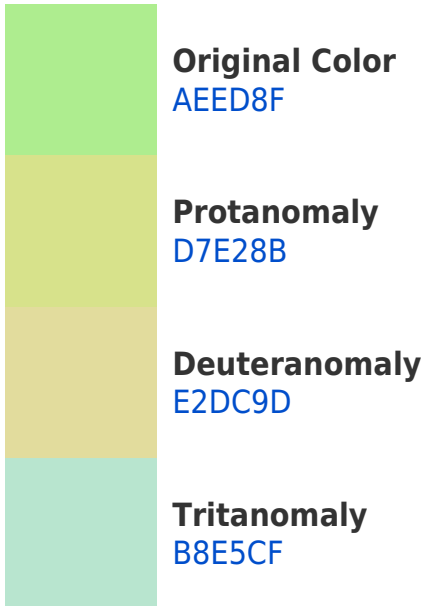 Original Color
AEED8F
Protanomaly
D7E28B
Deuteranomaly
E2DC9D
Tritanomaly
B8E5CF